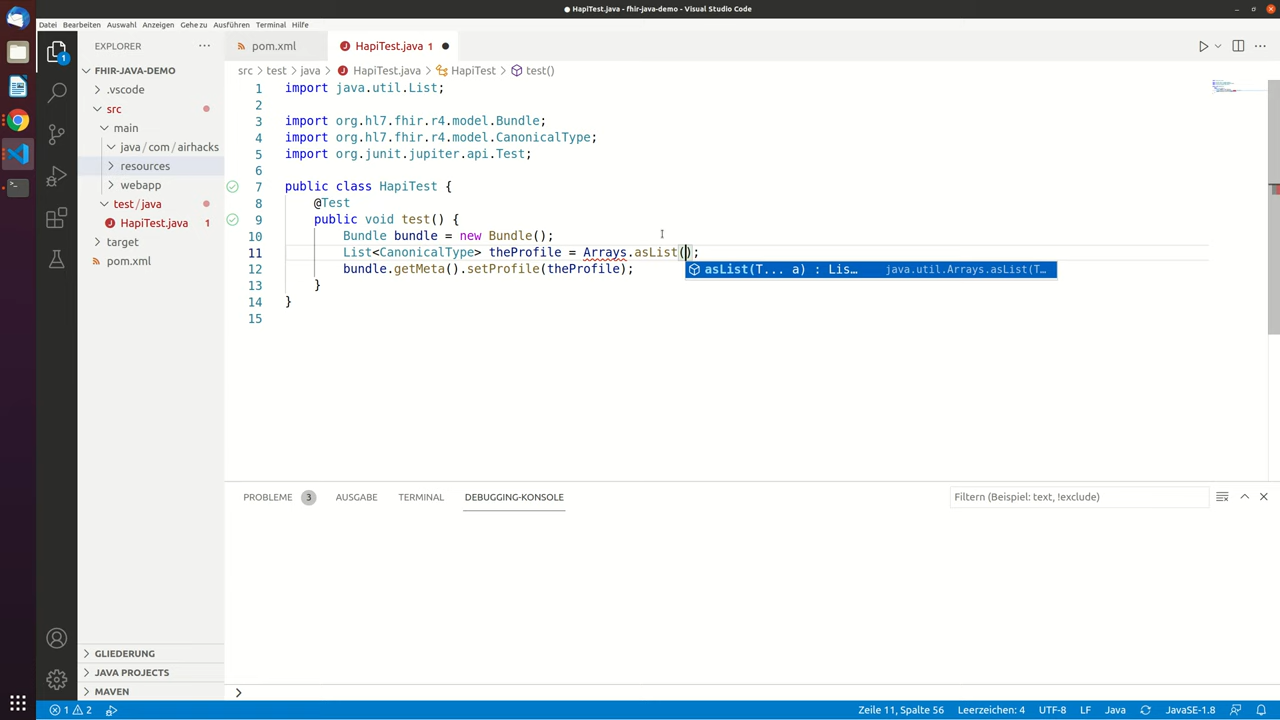 HapiTest.java - fhir-java-demo - Visual Studio Code
Datei Bearbeiten Auswahl Anzeigen Gehe zu Ausführen Terminal Hilfe
EXPLORER
pom.xml
HapiTest.java 1
src > test > java > HapiTest.java > HapiTest > test()
FHIR-JAVA-DEMO
.vscode
src
main
java / com / airhacks
resources
webapp
test / java
HapiTest.java 1
target
pom.xml
1 import java.util.List;
2
3 import org.hl7.fhir.r4.model.Bundle;
4 import org.hl7.fhir.r4.model.CanonicalType;
5 import org.junit.jupiter.api.Test;
6
7 public class HapiTest {
8 @Test
9 public void test() {
10 Bundle bundle = new Bundle();
11 List<CanonicalType> theProfile = Arrays.asList();
asList(T... a) : Lis… java.util.Arrays.asList(T…
12 bundle.getMeta().setProfile(theProfile);
13 }
14 }
15
PROBLEME 3 AUSGABE TERMINAL DEBUGGING-KONSOLE
Filtern (Beispiel: text, !exclude)
GLIEDERUNG
JAVA PROJECTS
MAVEN
1
1 2
Zeile 11, Spalte 56 Leerzeichen: 4 UTF-8 LF Java JavaSE-1.8